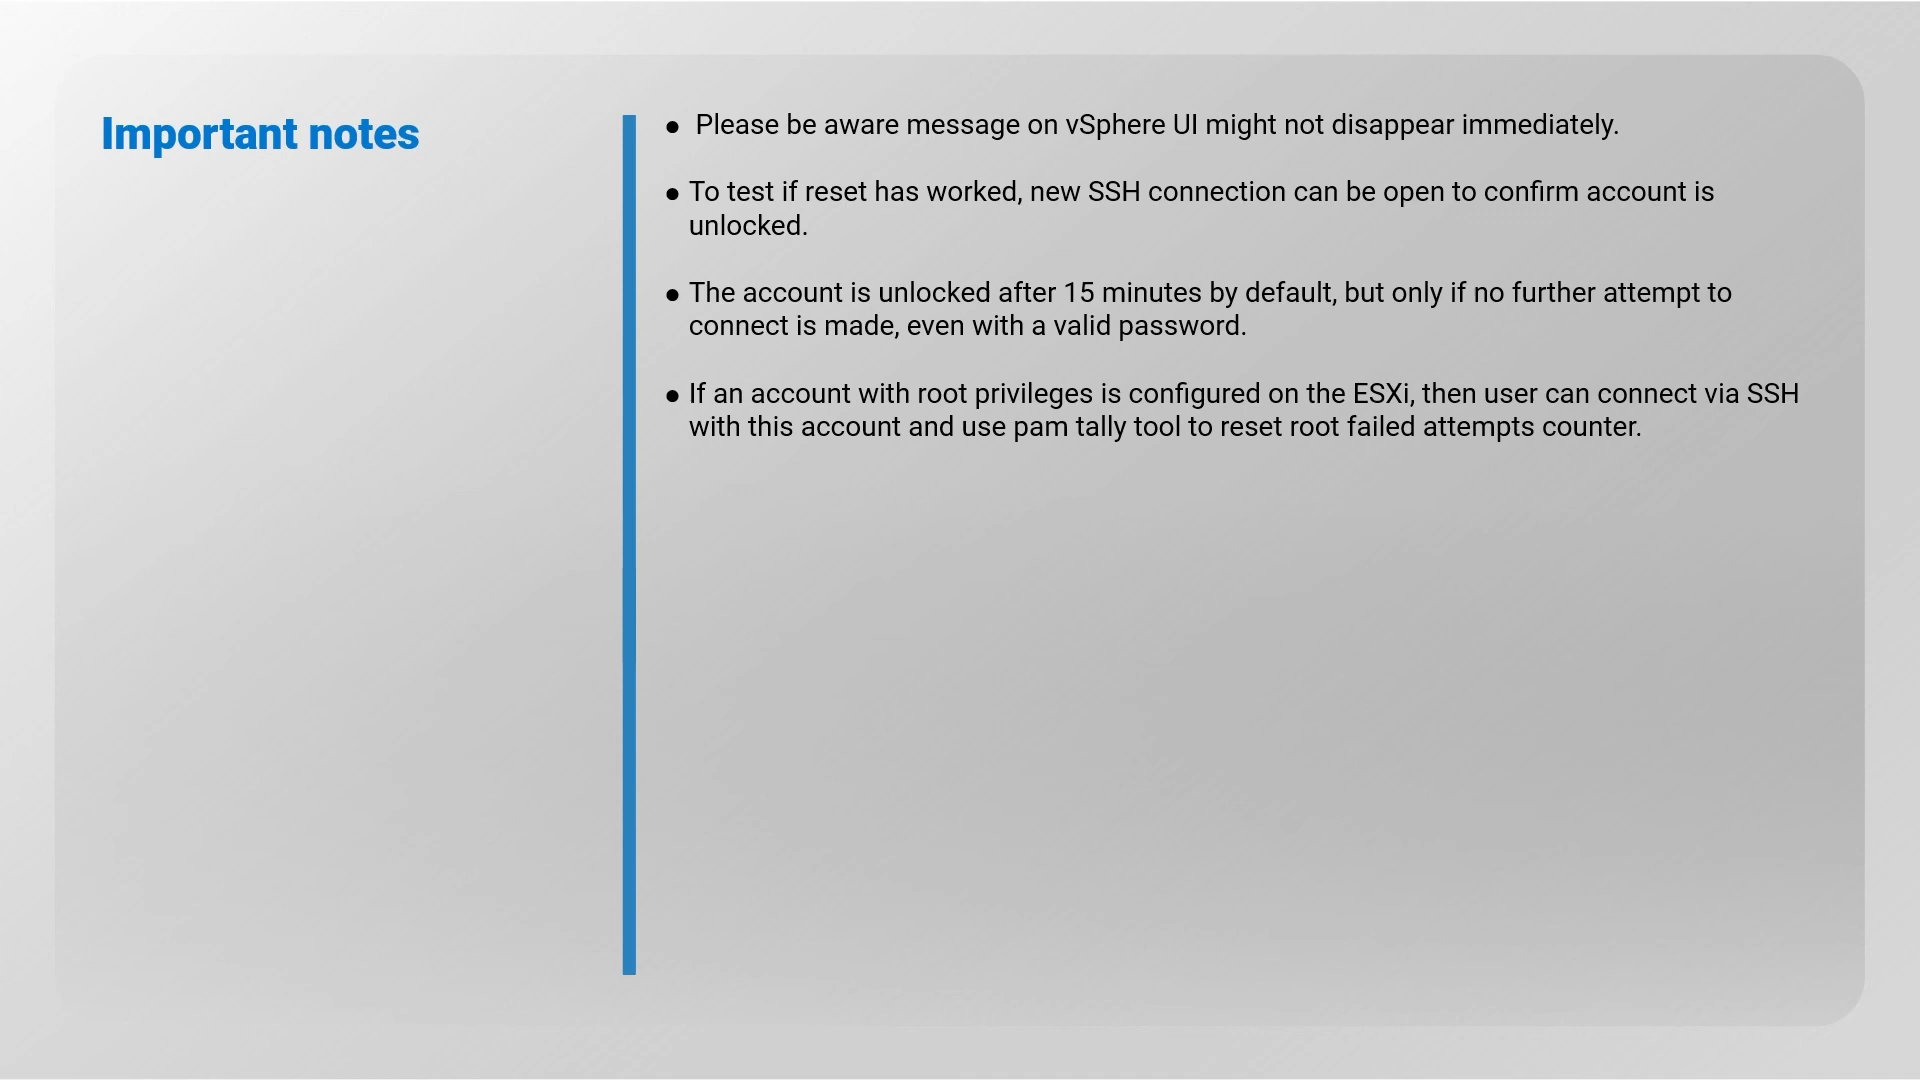 Important notes
● Please be aware message on vSphere UI might not disappear immediately.
● To test if reset has worked, new SSH connection can be open to confirm account is
unlocked.
● The account is unlocked after 15 minutes by default, but only if no further attempt to
connect is made, even with a valid password.
● If an account with root privileges is configured on the ESXi, then user can connect via SSH
with this account and use pam tally tool to reset root failed attempts counter.